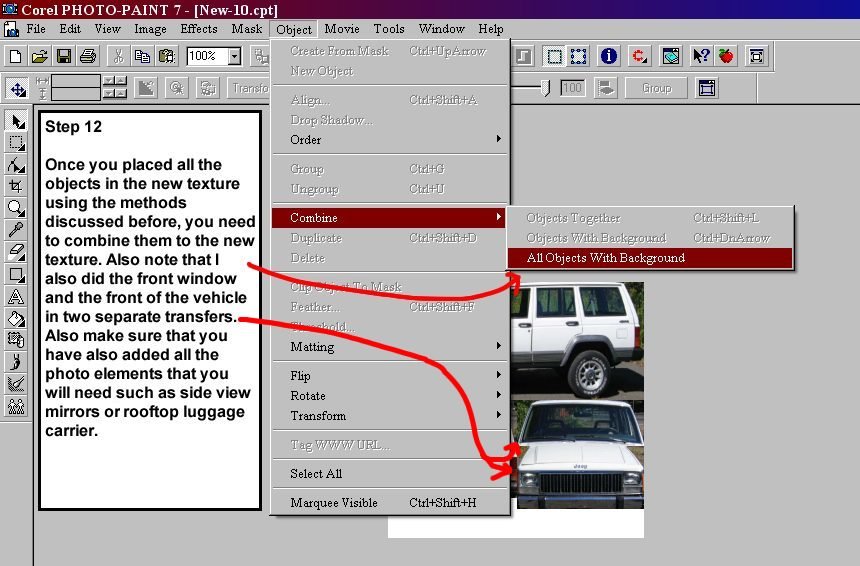 Corel PHOTO-PAINT 7 - [New-10.cpt]
File Edit View Image Effects Mask Object Movie Tools Window Help
100%
Transfo
100
Group
Step 12
Once you placed all the
objects in the new texture
using the methods
discussed before, you need
to combine them to the new
texture. Also note that I
also did the front window
and the front of the vehicle
in two separate transfers.
Also make sure that you
have also added all the
photo elements that you
will need such as side view
mirrors or rooftop luggage
carrier.
Create From Mask Ctrl+UpArrow
New Object
Align... Ctrl+Shift+A
Drop Shadow...
Order
Group Ctrl+G
Ungroup Ctrl+U
Combine
Duplicate Ctrl+Shift+D
Delete
Clip Object To Mask
Feather... Ctrl+Shift+F
Threshold...
Matting
Flip
Rotate
Transform
Tag WWW URL...
Select All
Marquee Visible Ctrl+Shift+H
Objects Together Ctrl+Shift+L
Objects With Background Ctrl+DnArrow
All Objects With Background
Jeep